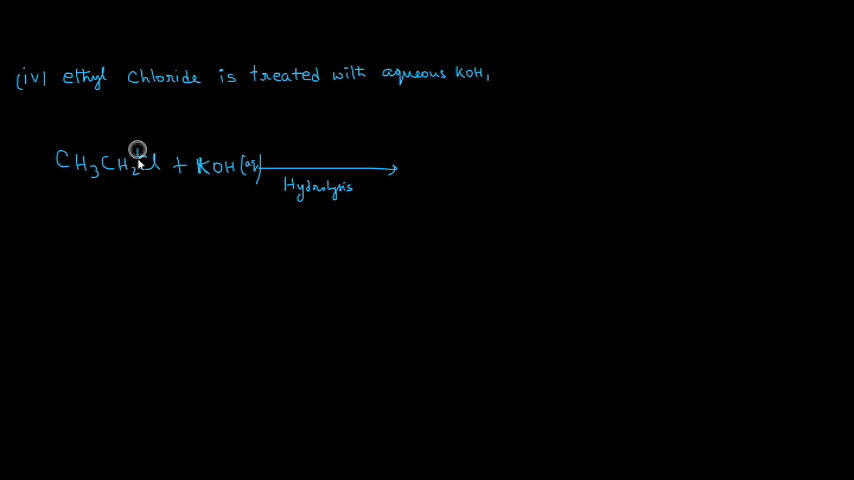 (iv) ethyl chloride is treated with aqueous KOH,
CH3CH2Cl + KOH (aq)
Hydrolysis